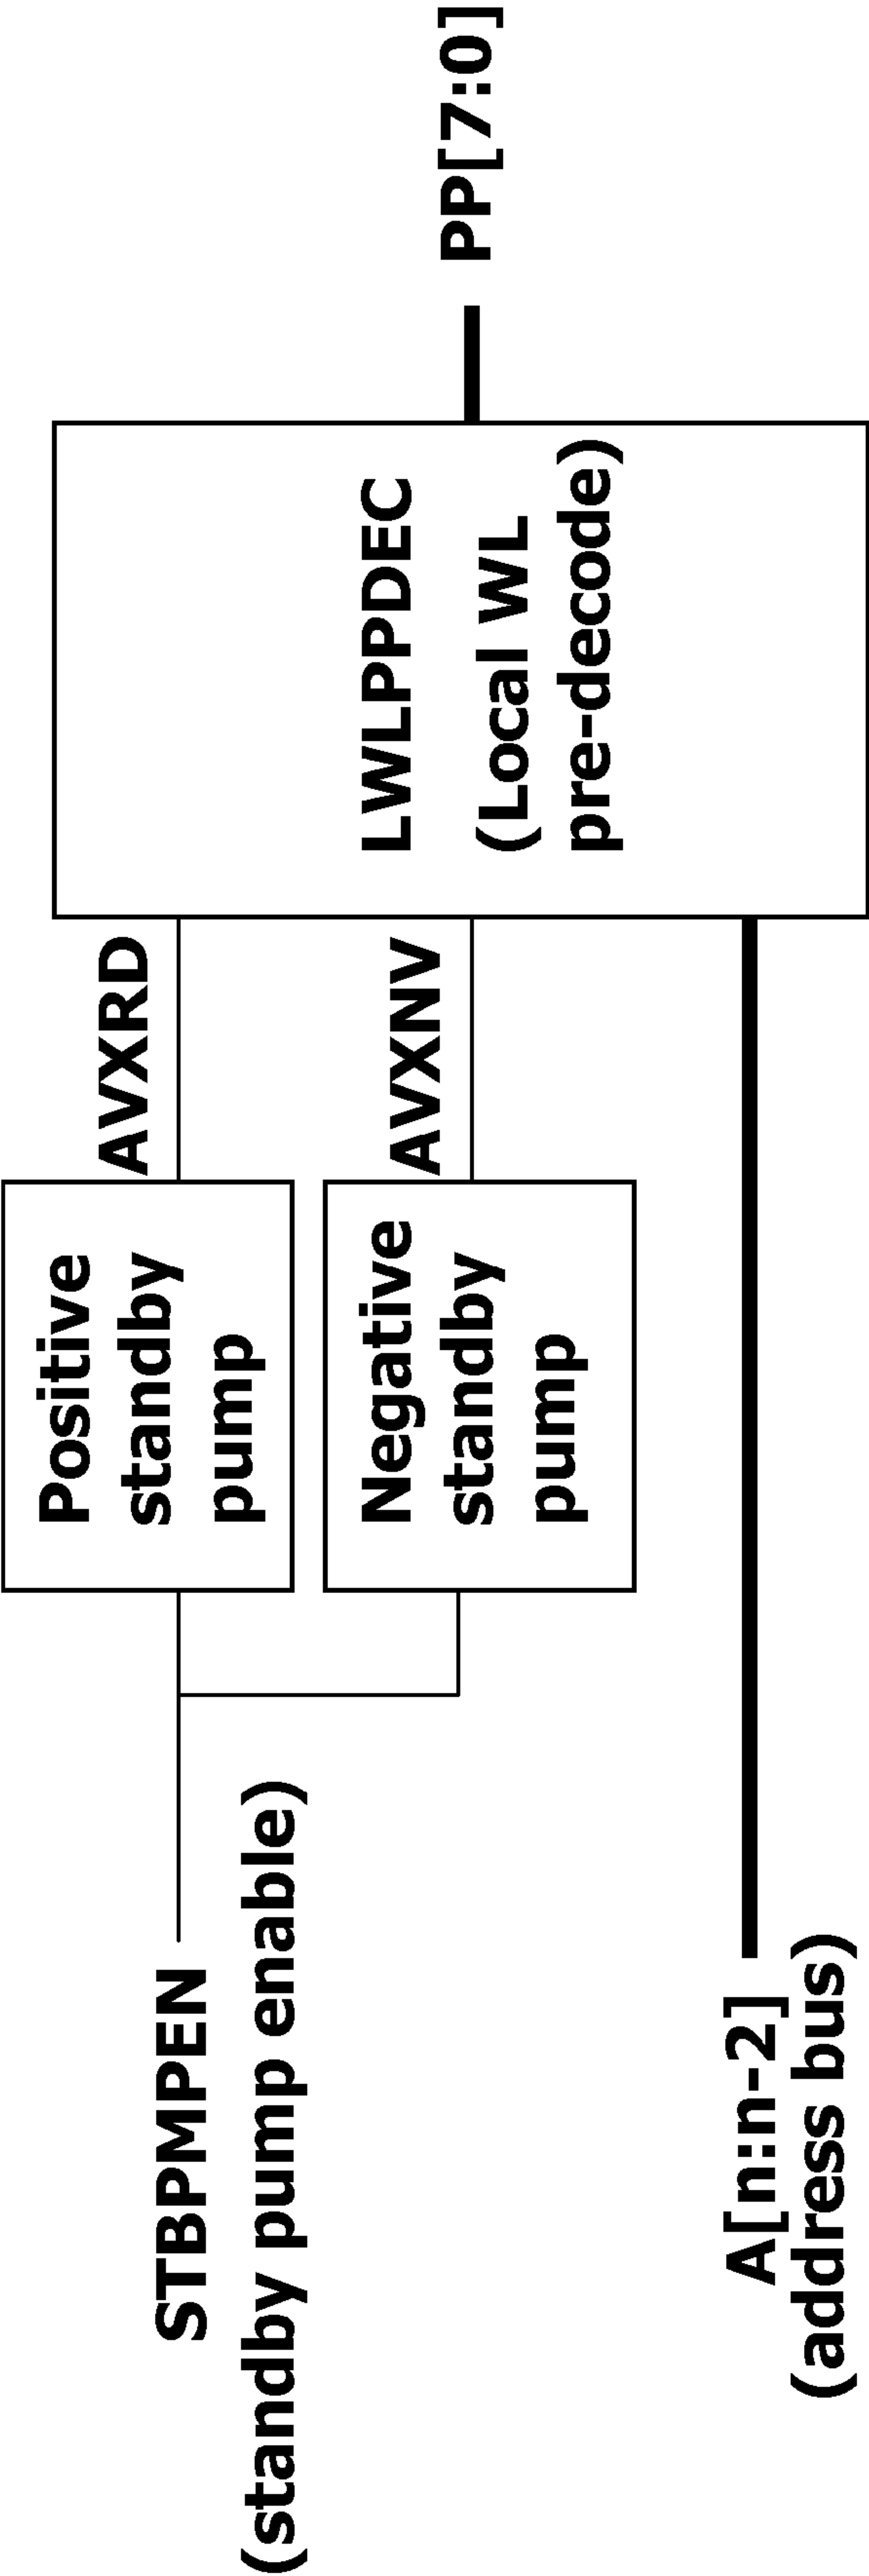 STBPMPEN
(standby pump enable)
A[n:n-2]
(address bus)
Positive
standby
pump
Negative
standby
pump
AVXRD
AVXNV
LWLPPDEC
(Local WL
pre-decode)
PP[7:0]